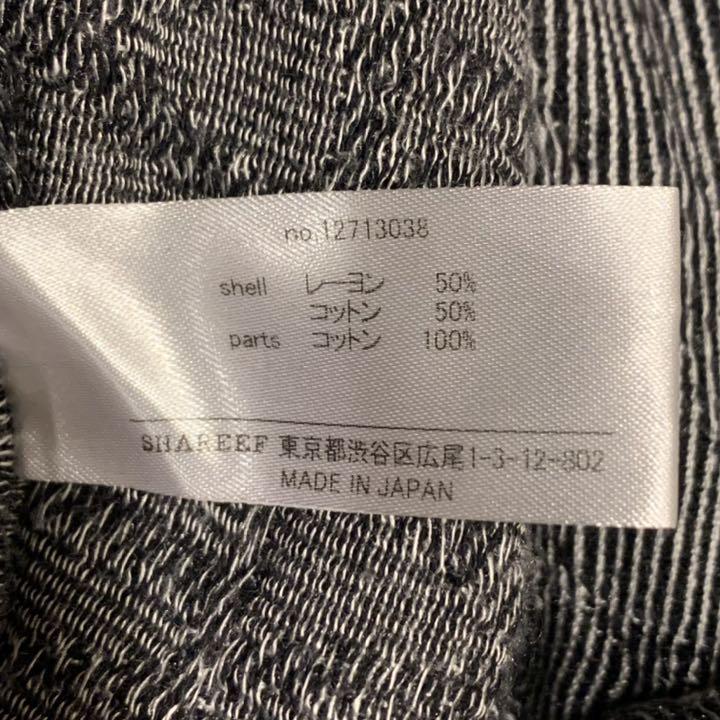 no.12713038
shell レーヨン 50%
コットン 50%
parts コットン 100%
SHAREEF 東京都渋谷区広尾1-3-12-802
MADE IN JAPAN